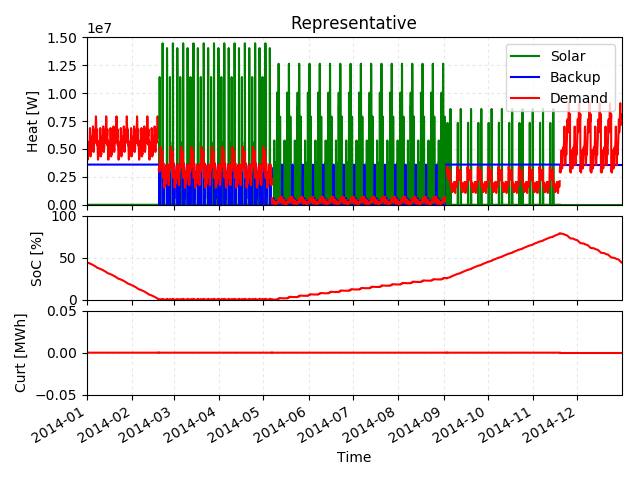 Representative
1e7
1.50
1.25
1.00
0.75
0.50
0.25
0.00
Heat [W]
Solar
Backup
Demand
100
50
0
SoC [%]
0.05
0.00
−0.05
Curt [MWh]
2014-01
2014-02
2014-03
2014-04
2014-05
2014-06
2014-07
2014-08
2014-09
2014-10
2014-11
2014-12
Time